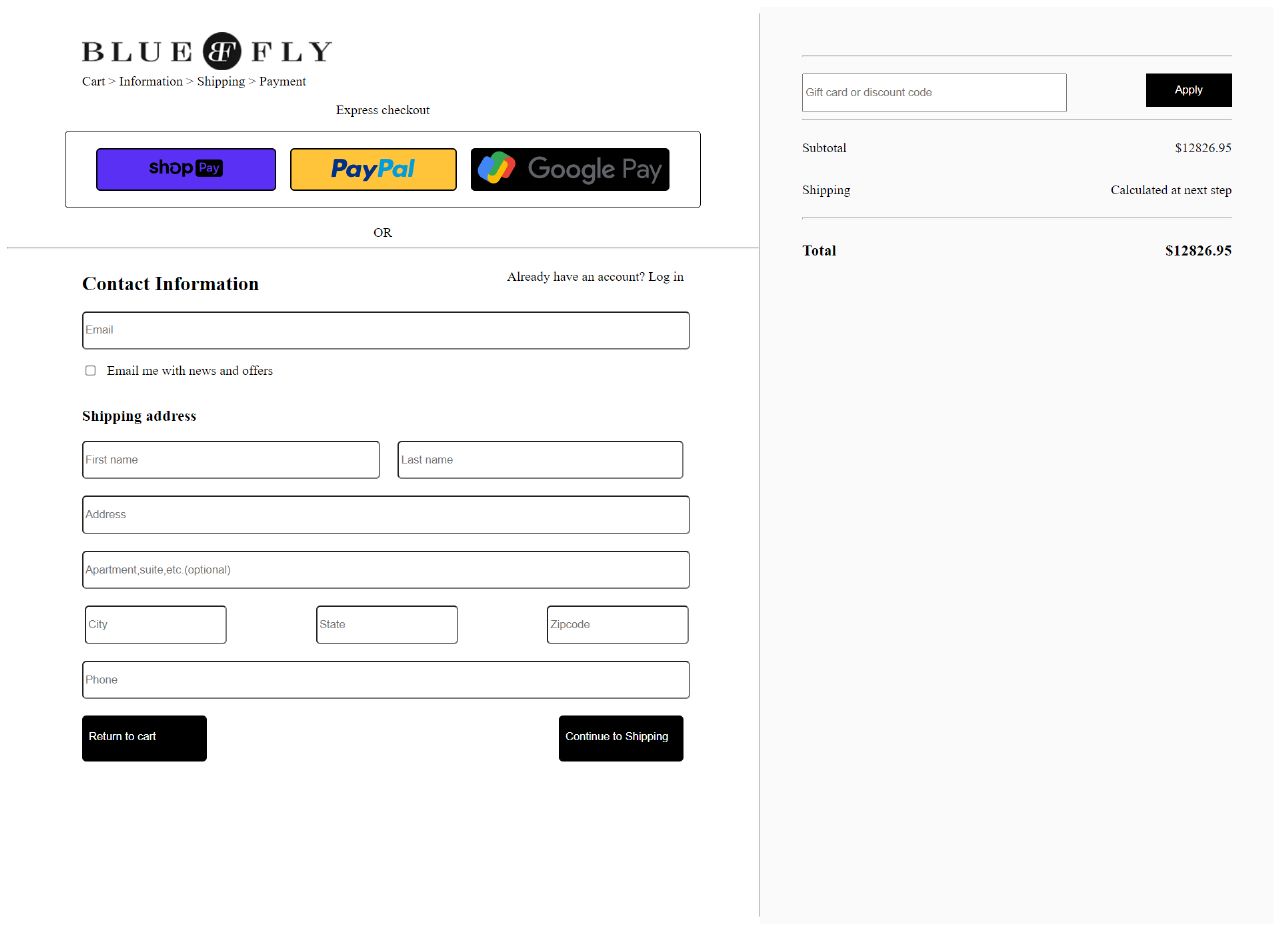 BLUE BF FLY
Cart > Information > Shipping > Payment
Express checkout
shop Pay
PayPal
Google Pay
OR
Contact Information
Already have an account? Log in
Email
Email me with news and offers
Shipping address
First name
Last name
Address
Apartment,suite,etc.(optional)
City
State
Zipcode
Phone
Return to cart
Continue to Shipping
Gift card or discount code
Apply
Subtotal
$12826.95
Shipping
Calculated at next step
Total
$12826.95